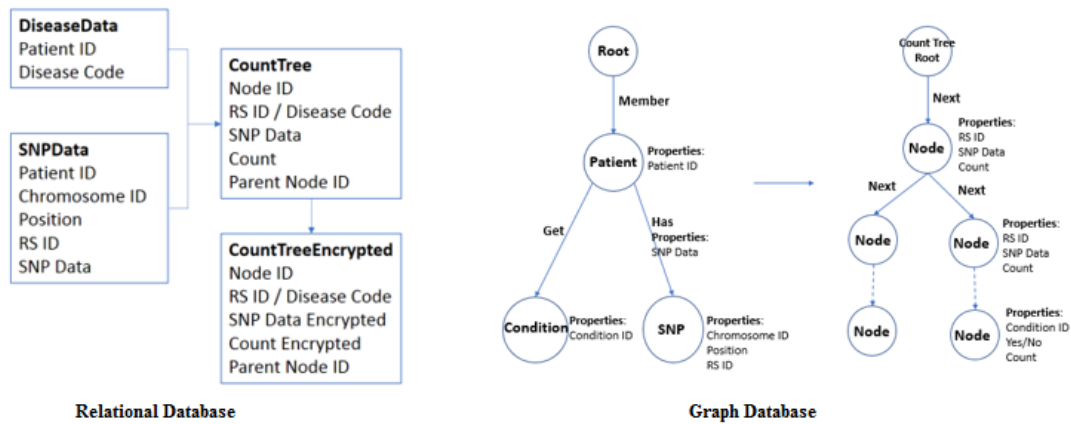 DiseaseData
Patient ID
Disease Code
SNPData
Patient ID
Chromosome ID
Position
RS ID
SNP Data
CountTree
Node ID
RS ID / Disease Code
SNP Data
Count
Parent Node ID
CountTreeEncrypted
Node ID
RS ID / Disease Code
SNP Data Encrypted
Count Encrypted
Parent Node ID
Relational Database
Root
Member
Patient
Properties:
Patient ID
Get
Has
Properties:
SNP Data
Condition
Properties:
Condition ID
SNP
Properties:
Chromosome ID
Position
RS ID
Count Tree
Root
Next
Node
Properties:
RS ID
SNP Data
Count
Next
Next
Node
Node
Properties:
RS ID
SNP Data
Count
Node
Node
Properties:
Condition ID
Yes/No
Count
Graph Database